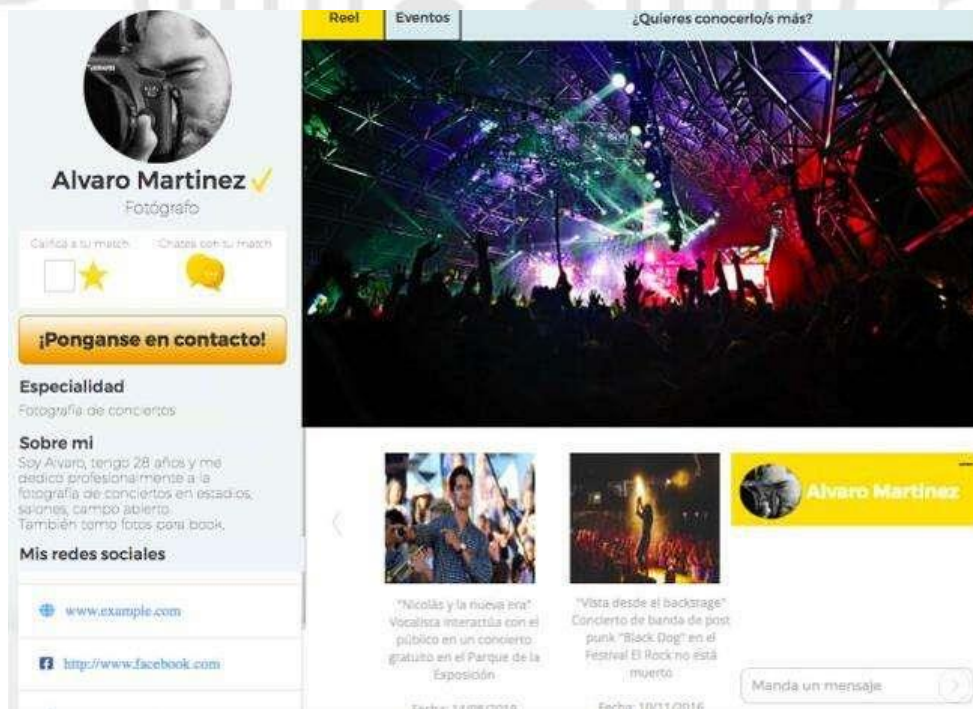 Alvaro Martinez
Fotógrafo
Califica a tu match
Chatea con tu match
¡Ponganse en contacto!
Especialidad
Fotografía de conciertos
Sobre mi
Soy Alvaro, tengo 28 años y me
dedico profesionalmente a la
fotografía de conciertos en estadios,
salones, campo abierto.
También tomo fotos para book.
Mis redes sociales
www.example.com
http://www.facebook.com
Reel
Eventos
¿Quieres conocerlo/s más?
"Nicolás y la nueva era"
Vocalista interactúa con el
público en un concierto
gratuito en el Parque de la
Exposición
"Vista desde el backstage"
Concierto de banda de post
punk "Black Dog" en el
Festival El Rock no está
muerto
Fecha: 10/11/2016
Alvaro Martinez
Manda un mensaje